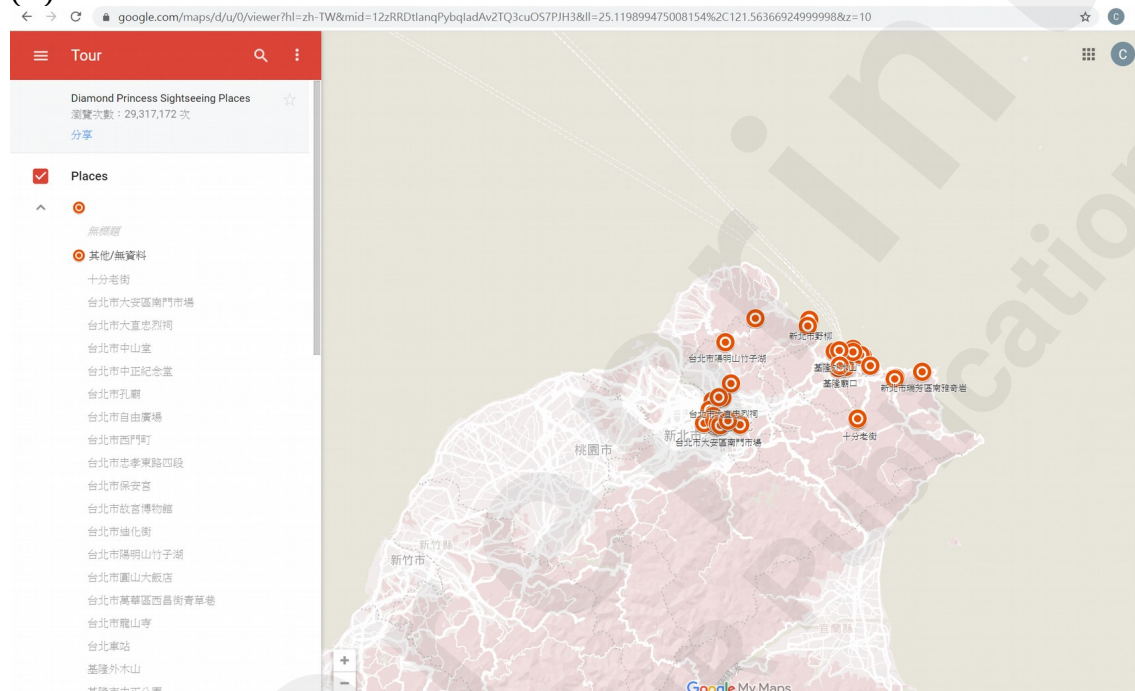 google.com/maps/d/u/0/viewer?hl=zh-TW&mid=12zRRDtIanqPybqIadAv2TQ3cuOS7PJH3&ll=25.119899475008154%2C121.56366924999998&z=10
Tour
C
C
Diamond Princess Sightseeing Places
瀏覽次數：29,317,172 次
分享
Places
無標題
其他/無資料
十分老街
台北市大安區南門市場
台北市大直忠烈祠
台北市中山堂
台北市中正紀念堂
台北市孔廟
台北市自由廣場
台北市西門町
台北市忠孝東路四段
台北市保安宮
台北市故宮博物館
台北市迪化街
台北市陽明山竹子湖
台北市圓山大飯店
台北市萬華區西昌街青草巷
台北市龍山寺
台北車站
基隆外木山
基隆市中正公園
新北市野柳
台北市陽明山竹子湖
基隆
山
基隆廟口
新北市瑞芳區南雅奇岩
台北市大直忠烈祠
十分老街
新北市
台北市大安區南門市場
桃園市
新竹縣
新竹市
宜蘭縣
Google My Maps